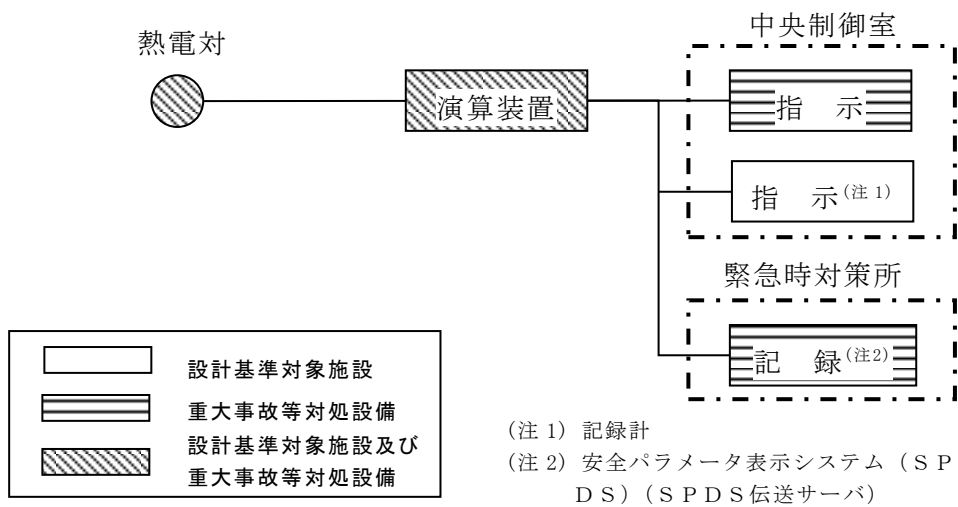 中央制御室
熱電対
演算装置
指　示
指　示(注 1)
緊急時対策所
記　録(注2)
設計基準対象施設
重大事故等対処設備
設計基準対象施設及び
重大事故等対処設備
(注 1) 記録計
(注 2) 安全パラメータ表示システム（ＳＰ
ＤＳ）(ＳＰＤＳ伝送サーバ）